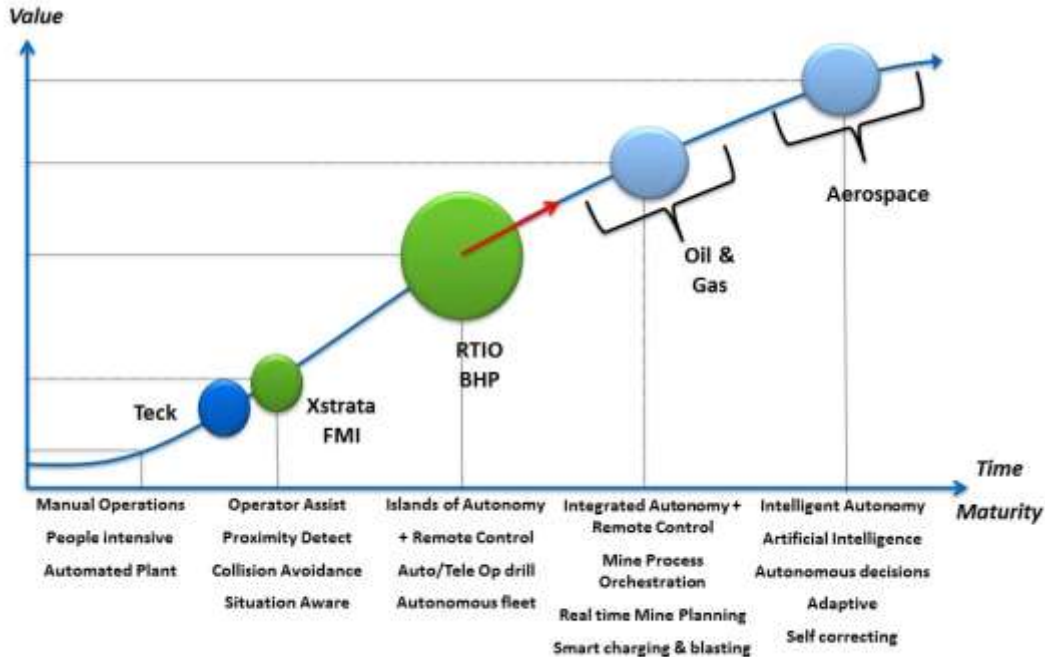 Value
Aerospace
Oil &
Gas
RTIO
BHP
Teck
Xstrata
FMI
Time
Maturity
Manual Operations
People intensive
Automated Plant
Operator Assist
Proximity Detect
Collision Avoidance
Situation Aware
Islands of Autonomy
+ Remote Control
Auto/Tele Op drill
Autonomous fleet
Integrated Autonomy +
Remote Control
Mine Process
Orchestration
Real time Mine Planning
Smart charging & blasting
Intelligent Autonomy
Artificial Intelligence
Autonomous decisions
Adaptive
Self correcting